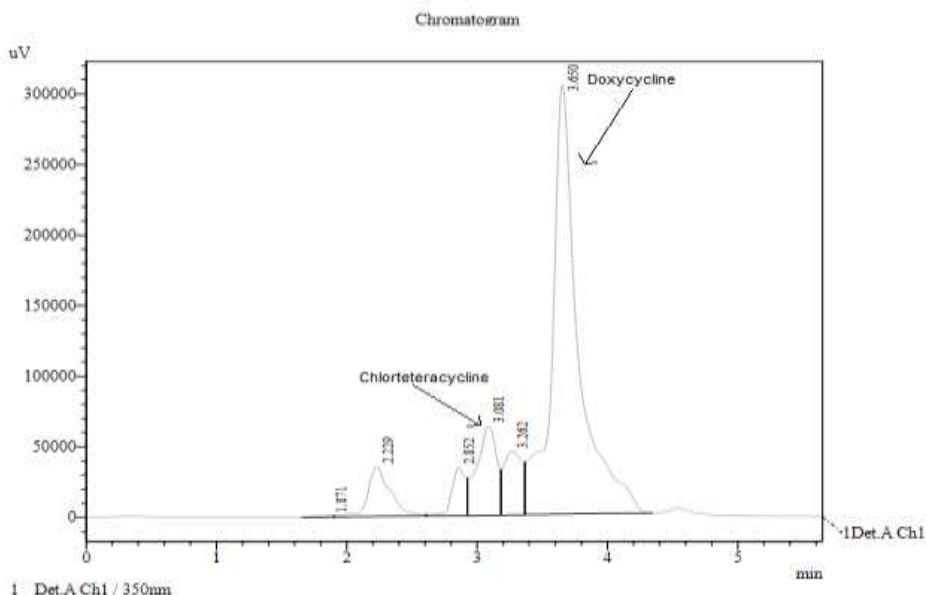 Chromatogram
uV
300000
250000
200000
150000
100000
50000
0
3.650
Doxycycline
Chlorteteracycline
3.081
2.229
2.852
3.262
1.871
0 1 2 3 4 5
min
1Det.A Ch1
1 Det.A Ch1 / 350nm